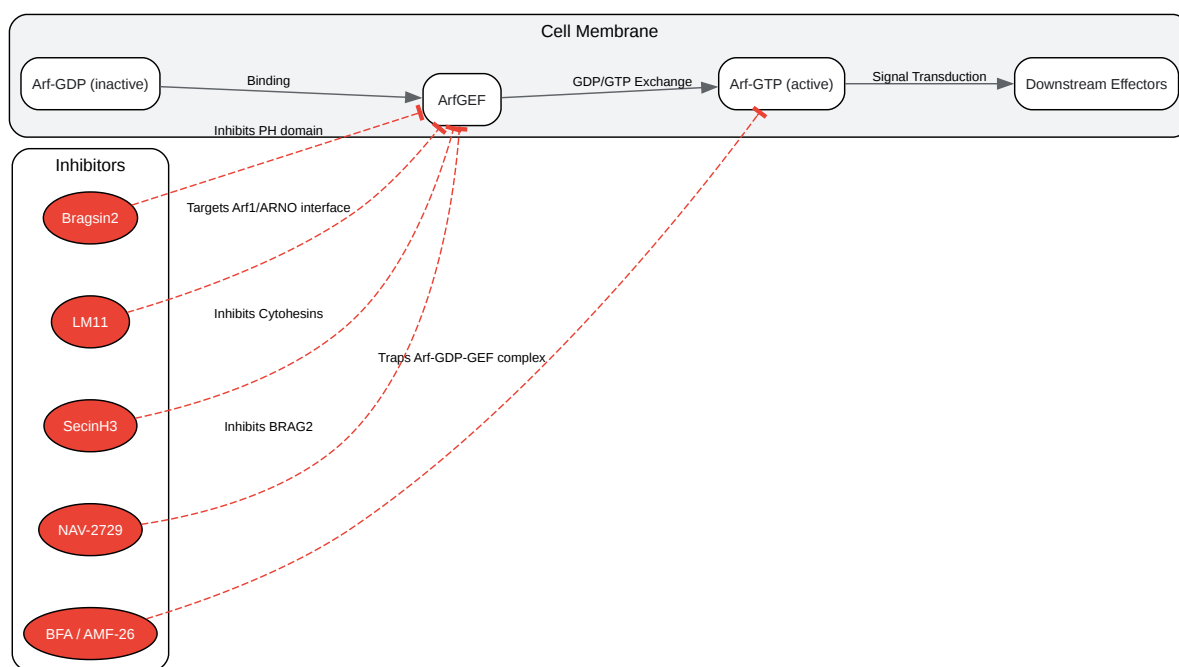 Cell Membrane
Arf-GDP (inactive)
Binding
ArfGEF
GDP/GTP Exchange
Arf-GTP (active)
Signal Transduction
Downstream Effectors
Inhibits PH domain
Inhibitors
Bragsin2
Targets Arf1/ARNO interface
LM11
Inhibits Cytohesins
Traps Arf-GDP-GEF complex
SecinH3
Inhibits BRAG2
NAV-2729
BFA / AMF-26